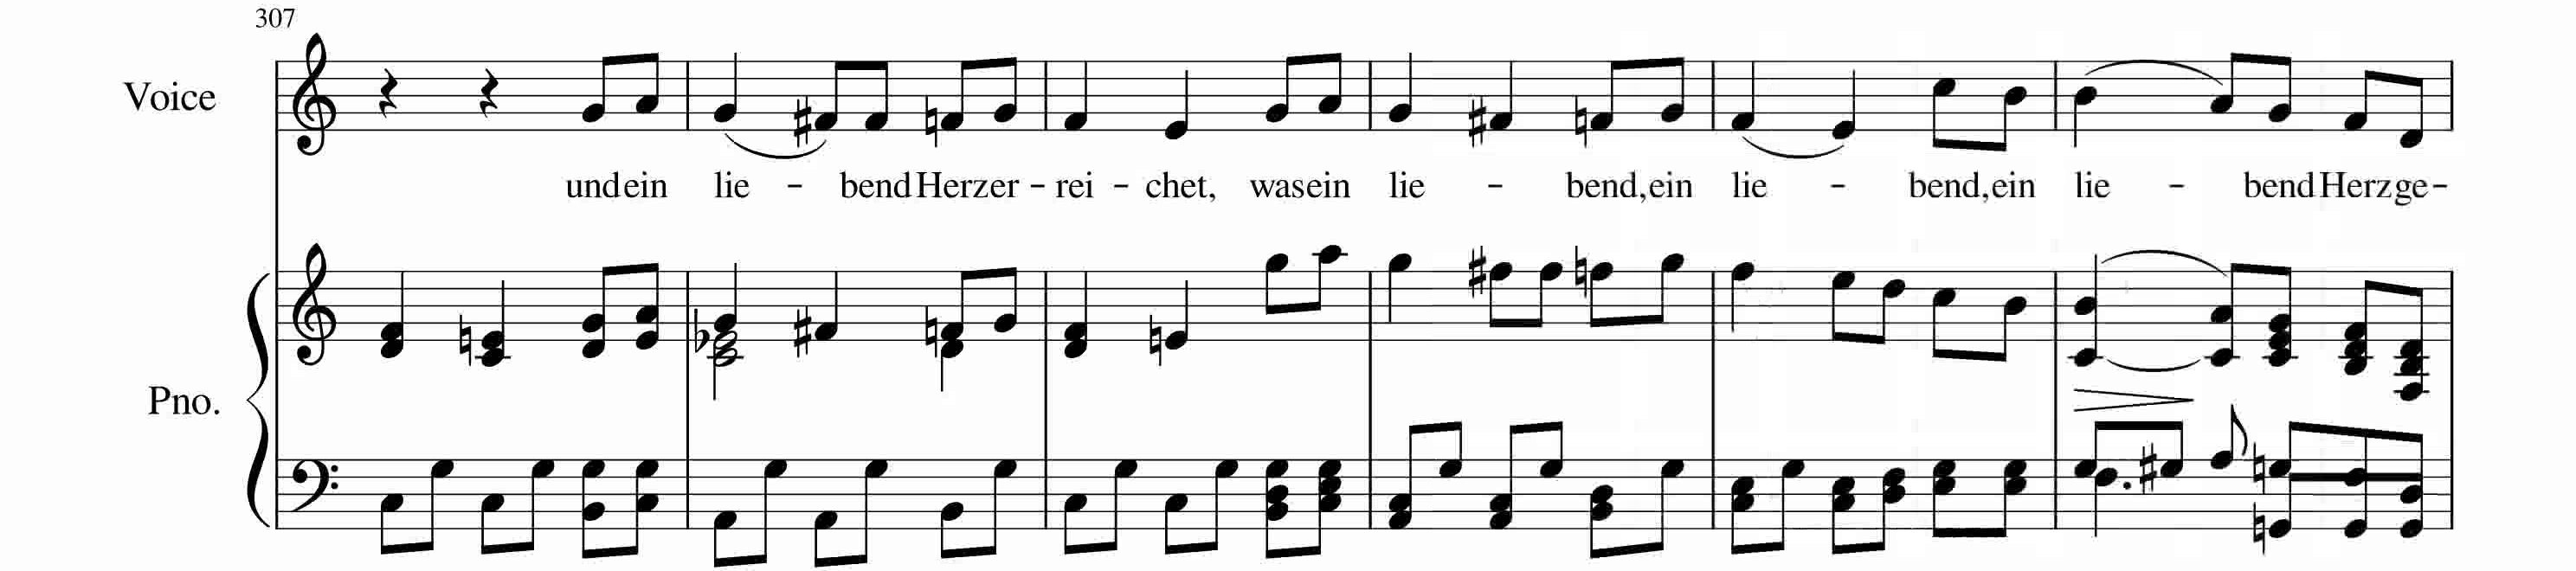 307
Voice
und ein lie - bend Herz er - rei - chet, was ein lie - bend, ein lie - bend, ein lie - bend Herz ge -
Pno.